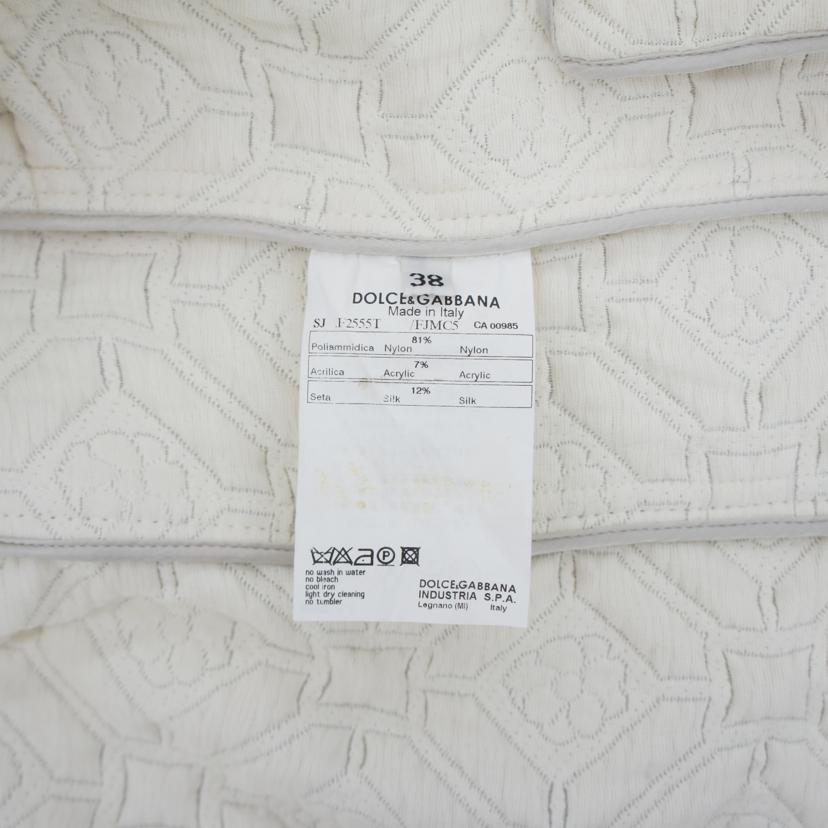 38
DOLCE&GABBANA
Made in Italy
SJ .F2555T /FJMC5 CA 00985
81%
Poliammidica Nylon Nylon
7%
Acrilica Acrylic Acrylic
12%
Seta Silk Silk
A P
no wash in water
no bleach
cool iron
light dry cleaning
no tumbler
DOLCE&GABBANA
INDUSTRIA S.P.A.
Legnano (MI) Italy